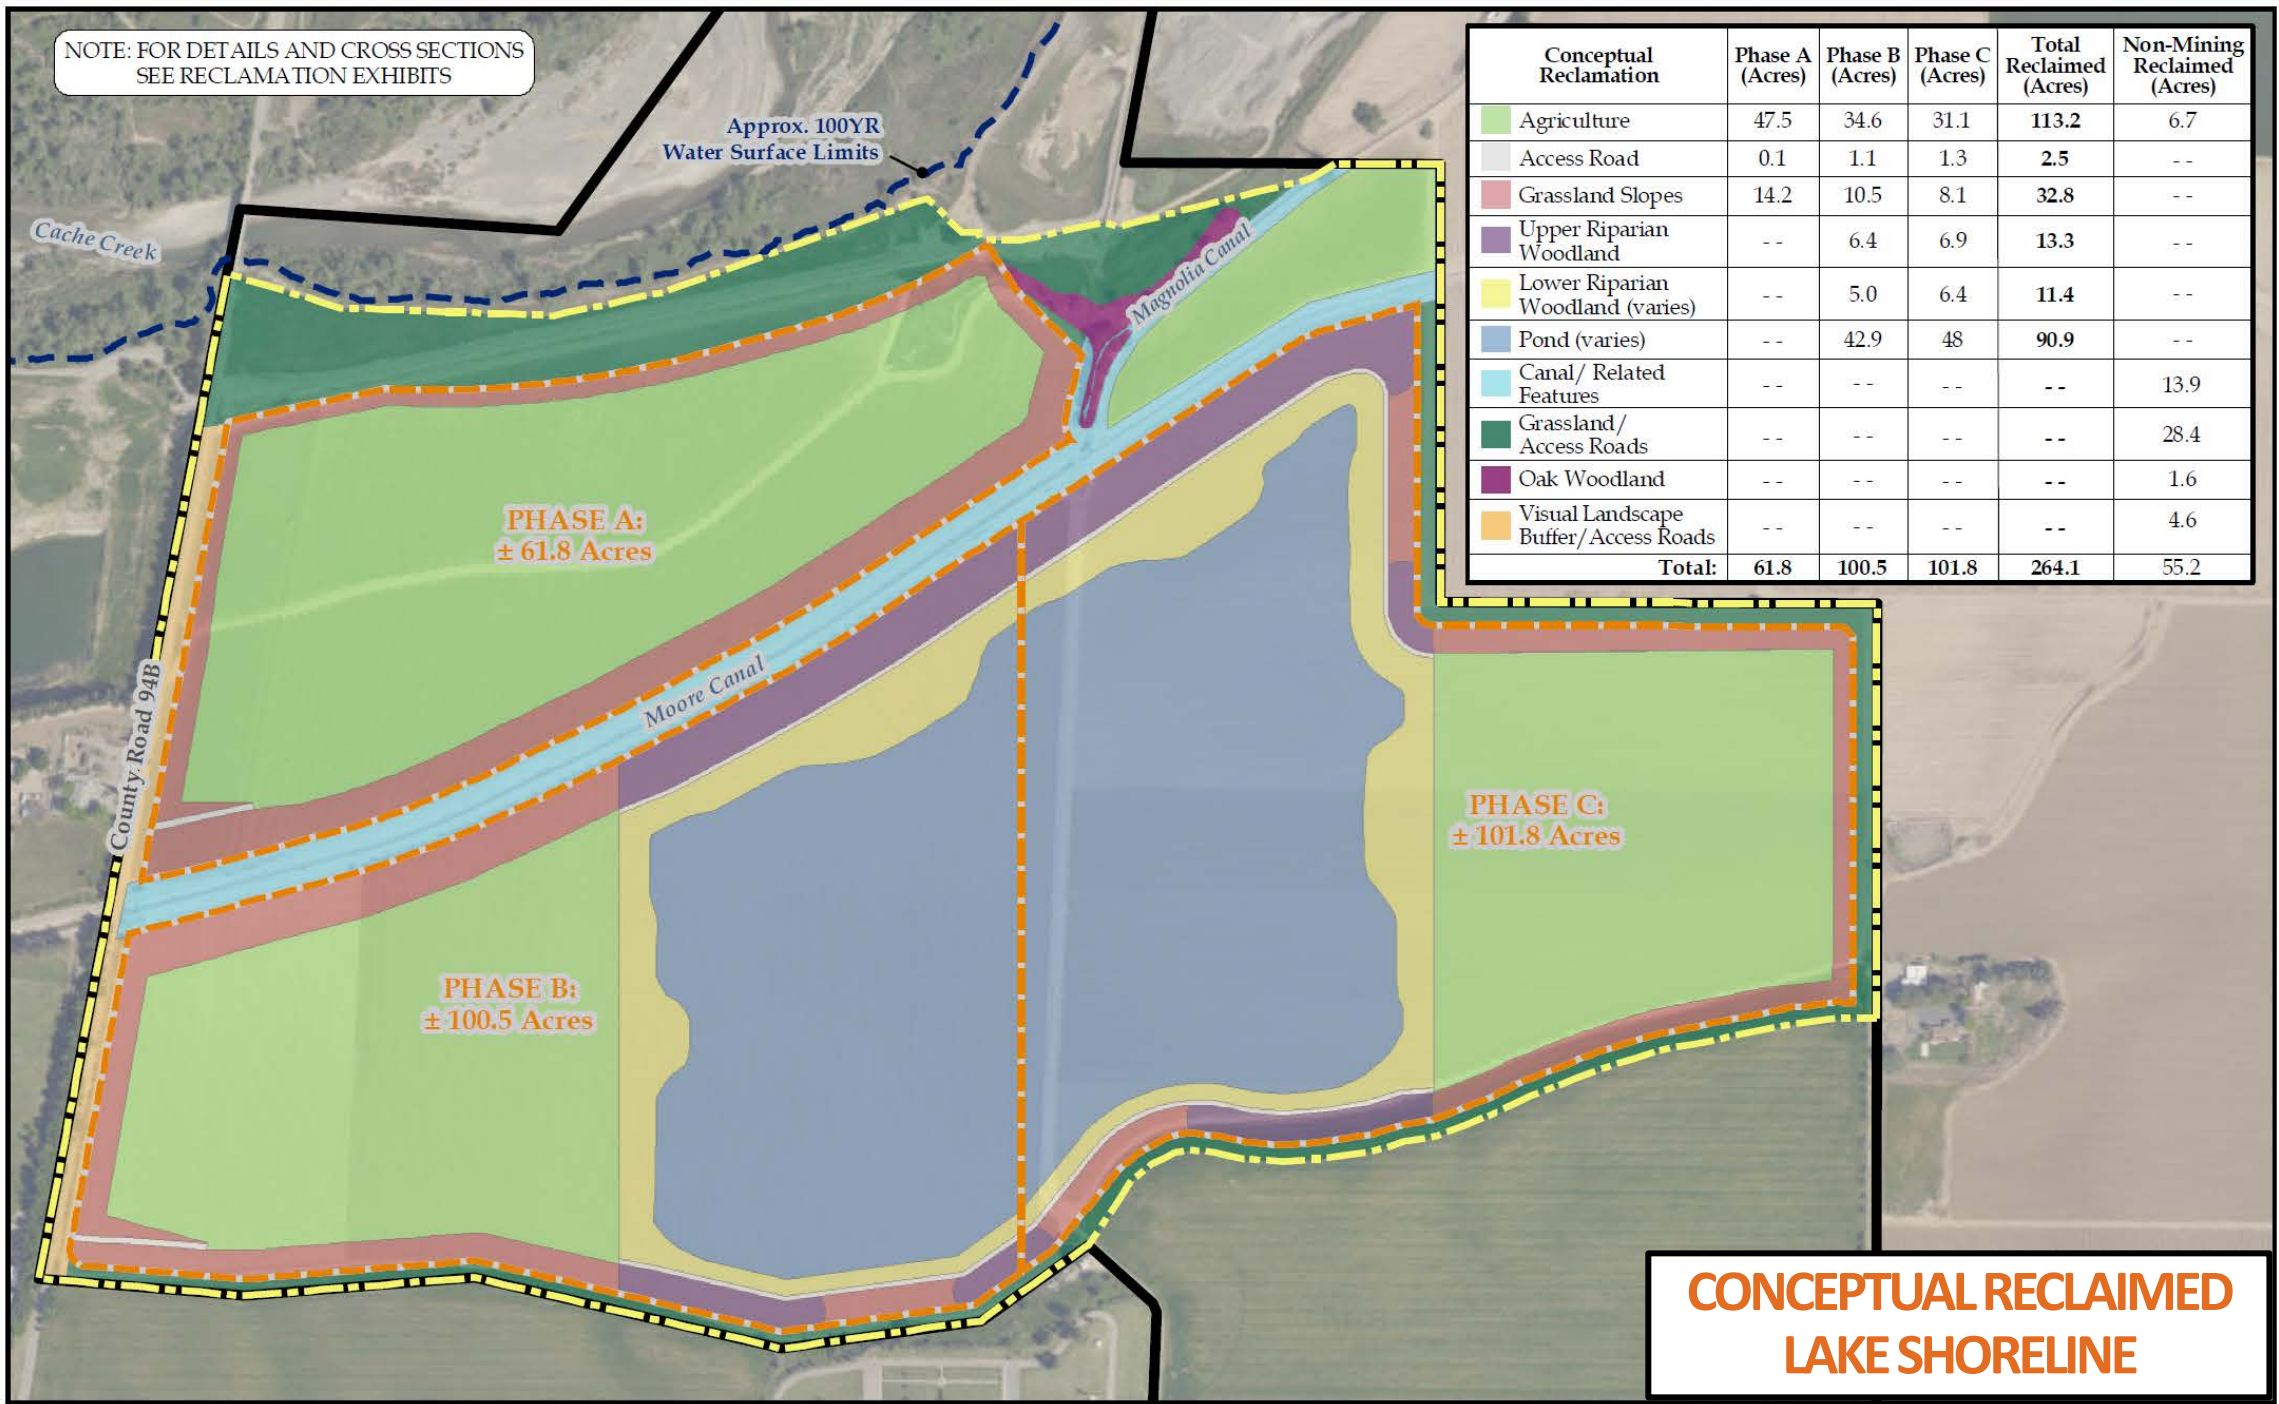 NOTE: FOR DETAILS AND CROSS SECTIONS
SEE RECLAMATION EXHIBITS
Approx. 100YR
Water Surface Limits
Cache Creek
Magnolia Canal
Moore Canal
County Road 94B
PHASE A:
± 61.8 Acres
PHASE B:
± 100.5 Acres
PHASE C:
± 101.8 Acres
Conceptual Reclamation Phase A (Acres) Phase B (Acres) Phase C (Acres) Total Reclaimed (Acres) Non-Mining Reclaimed (Acres)
Agriculture 47.5 34.6 31.1 113.2 6.7
Access Road 0.1 1.1 1.3 2.5 - -
Grassland Slopes 14.2 10.5 8.1 32.8 - -
Upper Riparian Woodland - - 6.4 6.9 13.3 - -
Lower Riparian Woodland (varies) - - 5.0 6.4 11.4 - -
Pond (varies) - - 42.9 48 90.9 - -
Canal/ Related Features - - - - - - - - 13.9
Grassland/ Access Roads - - - - - - - - 28.4
Oak Woodland - - - - - - - - 1.6
Visual Landscape Buffer/Access Roads - - - - - - - - 4.6
Total: 61.8 100.5 101.8 264.1 55.2
CONCEPTUAL RECLAIMED
LAKE SHORELINE